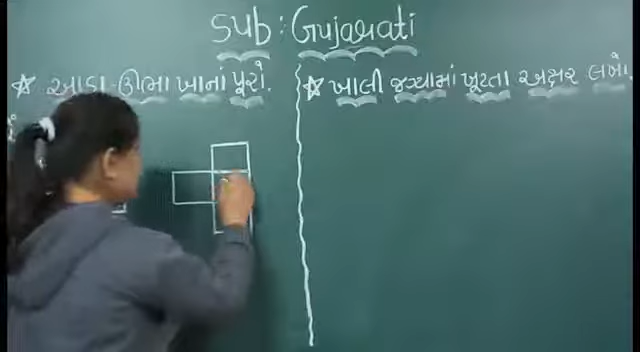 Sub : Gujarati
☆ આડા ઊભા ખાના પૂરો.
☆ ખાલી જગ્યામાં ખૂટતા અક્ષર લખો.